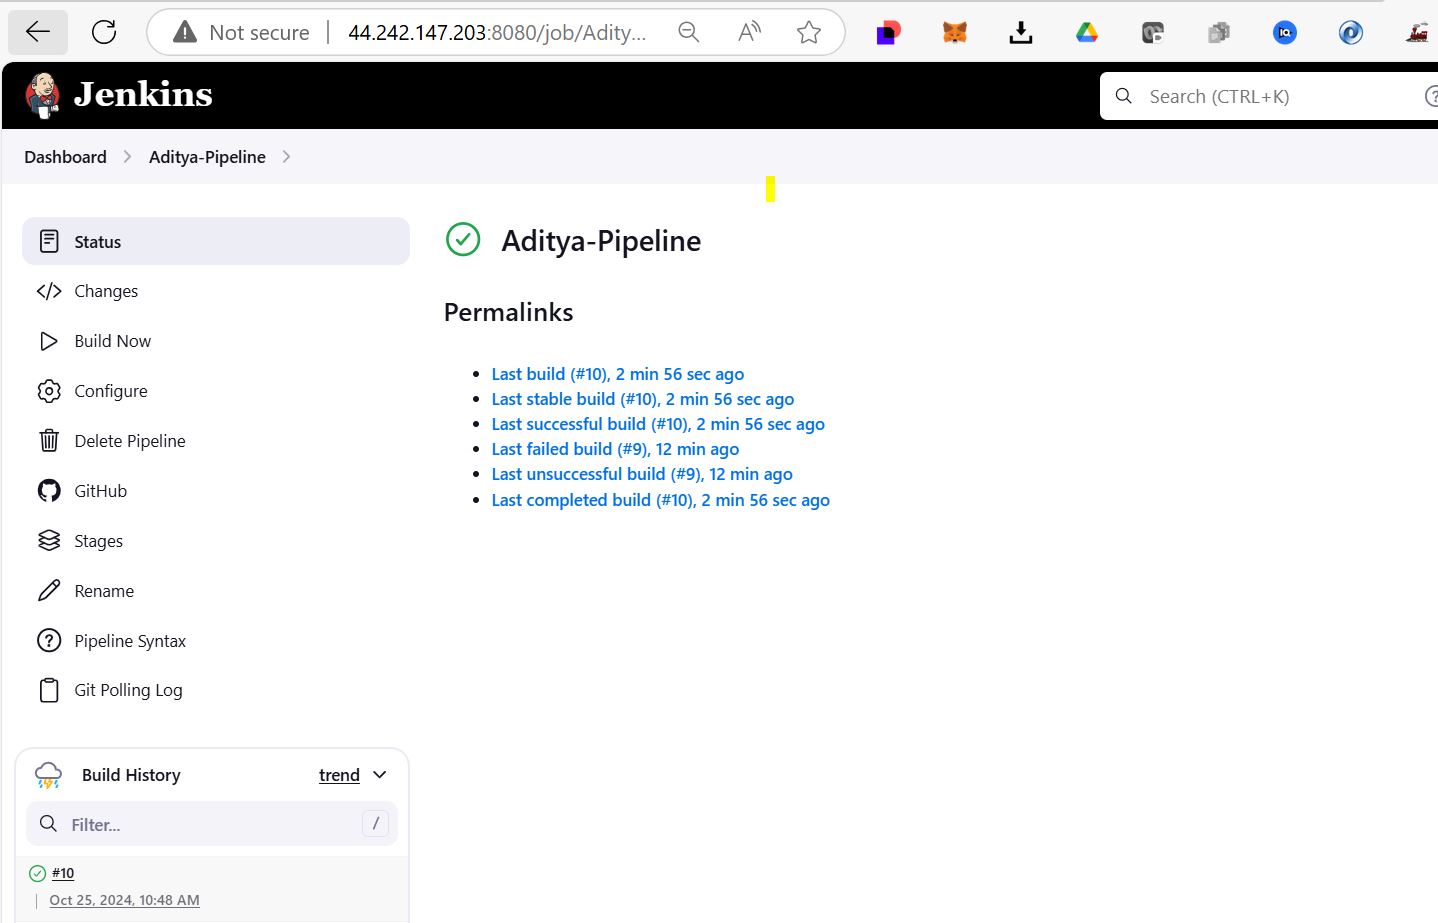 Not secure 44.242.147.203:8080/job/Adity...
Jenkins
Search (CTRL+K)
Dashboard Aditya-Pipeline
Status
Changes
Build Now
Configure
Delete Pipeline
GitHub
Stages
Rename
Pipeline Syntax
Git Polling Log
Build History trend
Filter... /
#10
Oct 25, 2024, 10:48 AM
Aditya-Pipeline
Permalinks
Last build (#10), 2 min 56 sec ago
Last stable build (#10), 2 min 56 sec ago
Last successful build (#10), 2 min 56 sec ago
Last failed build (#9), 12 min ago
Last unsuccessful build (#9), 12 min ago
Last completed build (#10), 2 min 56 sec ago